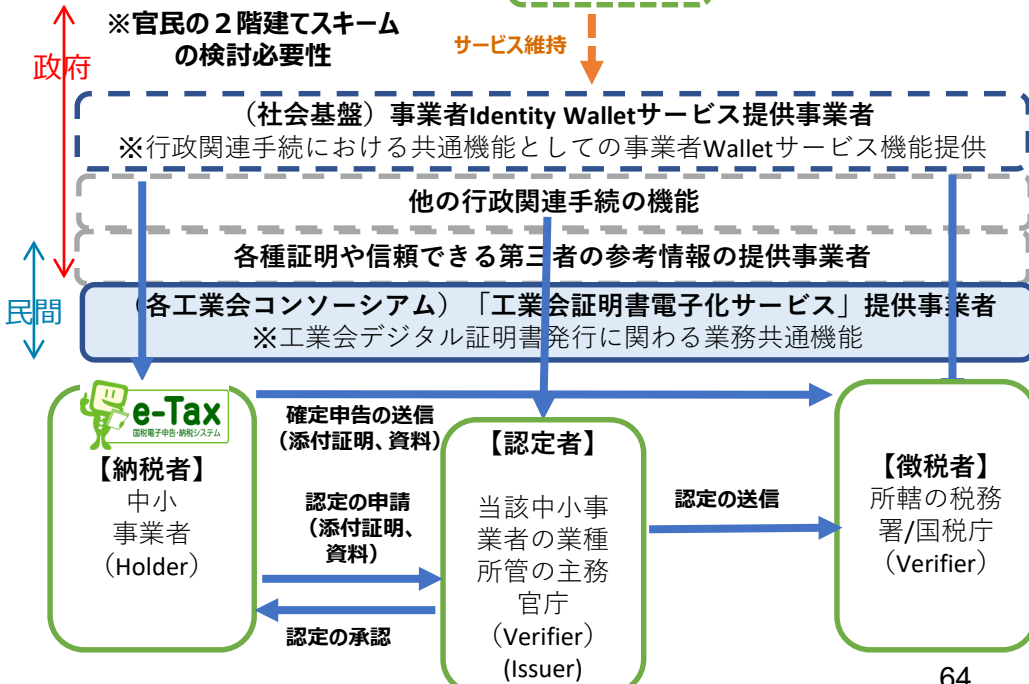 ※官民の２階建てスキーム
の検討必要性
サービス維持
政府
（社会基盤）事業者Identity Walletサービス提供事業者
※行政関連手続における共通機能としての事業者Walletサービス機能提供
他の行政関連手続の機能
各種証明や信頼できる第三者の参考情報の提供事業者
民間
（各工業会コンソーシアム）「工業会証明書電子化サービス」提供事業者
※工業会デジタル証明書発行に関わる業務共通機能
e-Tax
国税電子申告・納税システム
【納税者】
中小
事業者
（Holder）
確定申告の送信
（添付証明、資料）
認定の申請
（添付証明、
資料）
認定の承認
【認定者】
当該中小事
業者の業種
所管の主務
官庁
（Verifier）
(Issuer)
認定の送信
【徴税者】
所轄の税務
署/国税庁
（Verifier）
64